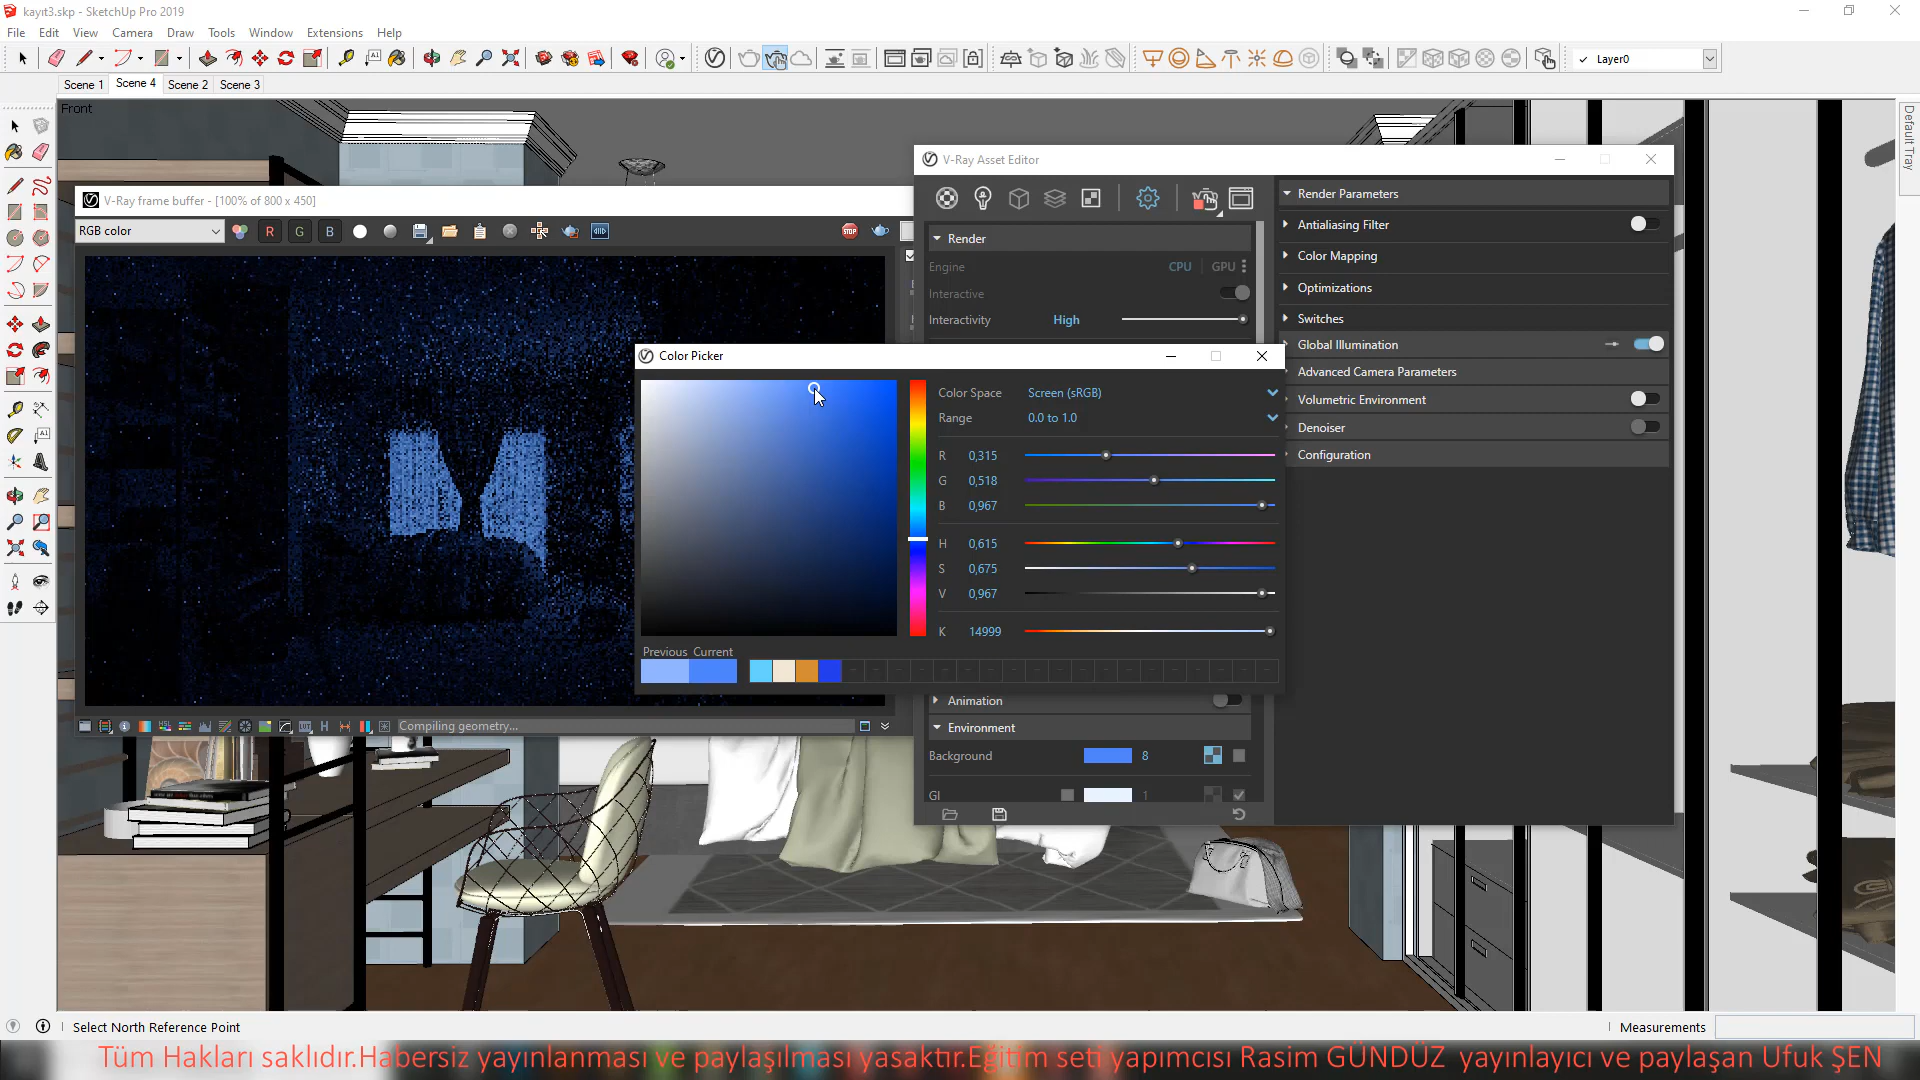 kayıt3.skp - SketchUp Pro 2019
File Edit View Camera Draw Tools Window Extensions Help
Layer0
Scene 1 Scene 4 Scene 2 Scene 3
Front
Default Tray
V-Ray frame buffer - [100% of 800 x 450]
RGB color
R G B
STOP
Compiling geometry...
V-Ray Asset Editor
Render
Engine CPU GPU
Interactive
Interactivity High
Animation
Environment
Background 8
GI 1
Render Parameters
Antialiasing Filter
Color Mapping
Optimizations
Switches
Global Illumination
Advanced Camera Parameters
Volumetric Environment
Denoiser
Configuration
Color Picker
Color Space Screen (sRGB)
Range 0.0 to 1.0
R 0,315
G 0,518
B 0,967
H 0,615
S 0,675
V 0,967
K 14999
Previous Current
Select North Reference Point
Measurements
Tüm Hakları saklıdır.Habersiz yayınlanması ve paylaşılması yasaktır.Eğitim seti yapımcısı Rasim GÜNDÜZ yayınlayıcı ve paylaşan Ufuk ŞEN